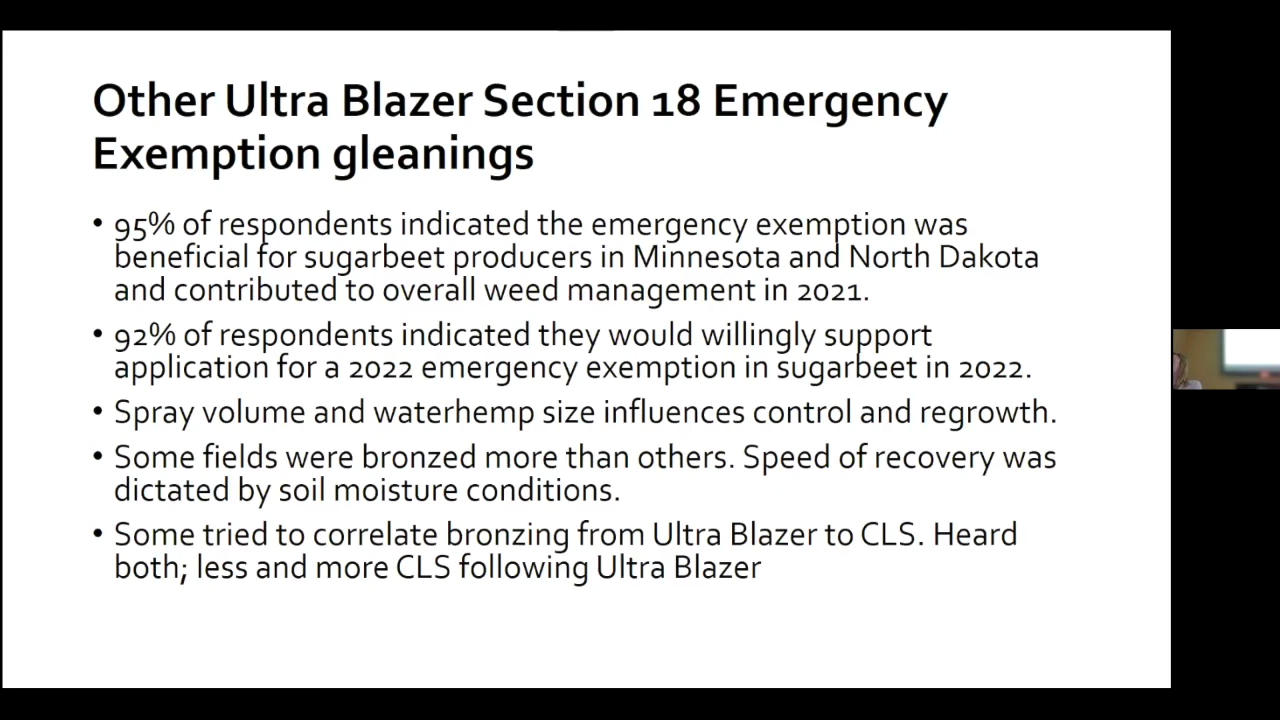 Other Ultra Blazer Section 18 Emergency
Exemption gleanings
• 95% of respondents indicated the emergency exemption was
beneficial for sugarbeet producers in Minnesota and North Dakota
and contributed to overall weed management in 2021.
• 92% of respondents indicated they would willingly support
application for a 2022 emergency exemption in sugarbeet in 2022.
• Spray volume and waterhemp size influences control and regrowth.
• Some fields were bronzed more than others. Speed of recovery was
dictated by soil moisture conditions.
• Some tried to correlate bronzing from Ultra Blazer to CLS. Heard
both; less and more CLS following Ultra Blazer